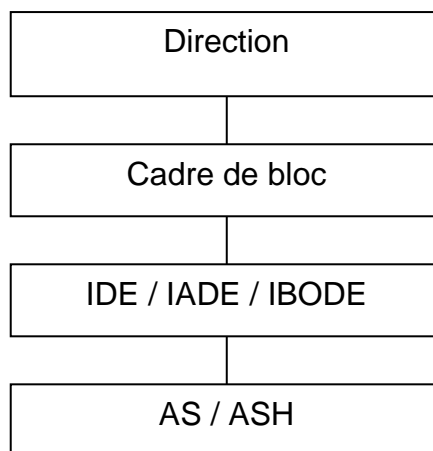 Direction
Cadre de bloc
IDE / IADE / IBODE
AS / ASH